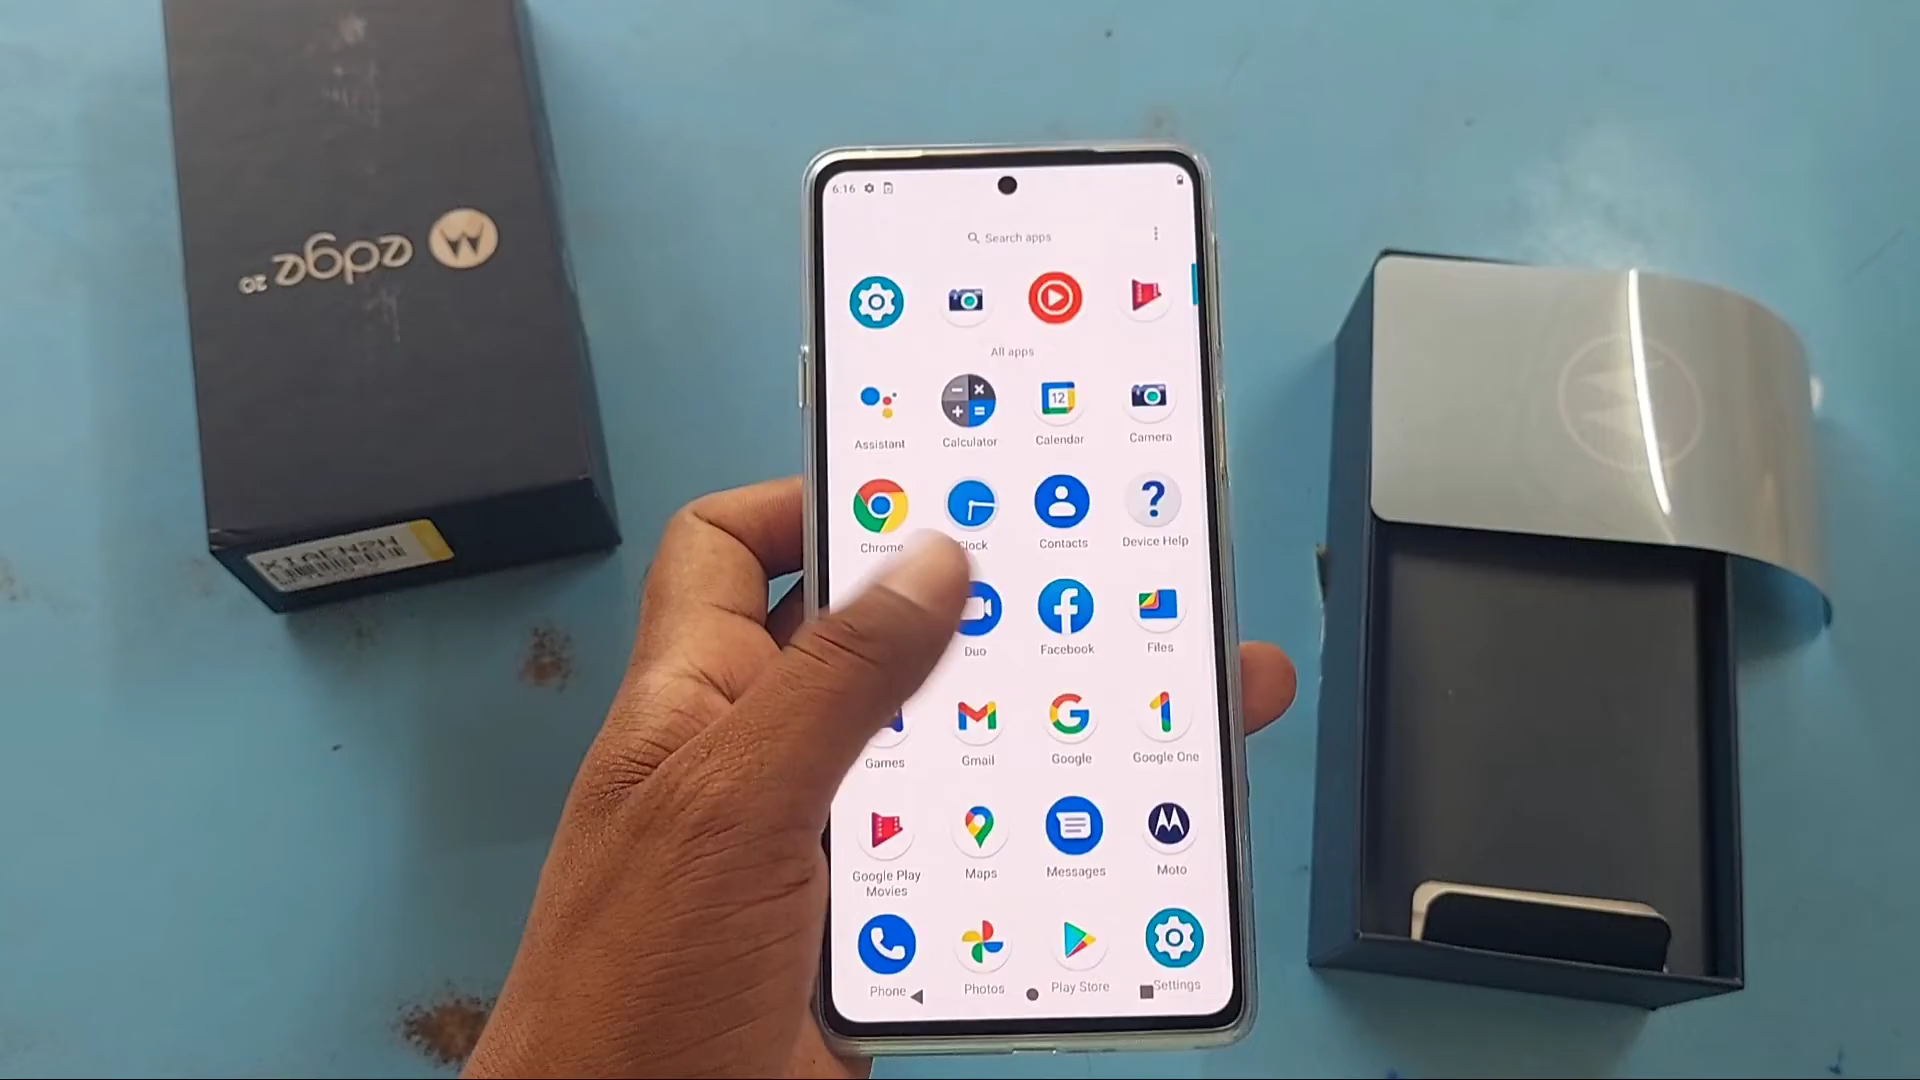 edge 20
6:16
Search apps
All apps
Assistant
Calculator
12
Calendar
Camera
Chrome
Clock
Contacts
Device Help
Duo
Facebook
Files
Games
Gmail
Google
Google One
Google Play
Movies
Maps
Messages
Moto
Phone
Photos
Play Store
Settings